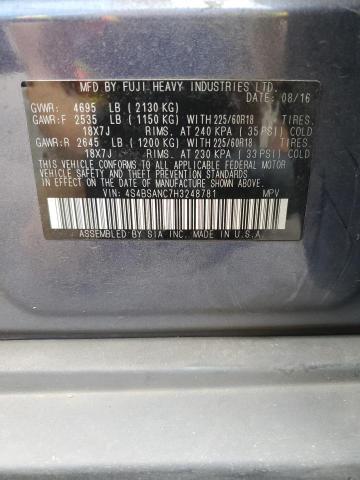 MFD BY FUJI HEAVY INDUSTRIES LTD.
DATE: 08/16
GVWR: 4695 LB ( 2130 KG)
GAWR:F 2535 LB ( 1150 KG) WITH 225/60R18 TIRES,
18X7J RIMS, AT 240 KPA ( 35 PSI) COLD
GAWR:R 2645 LB ( 1200 KG) WITH 225/60R18 TIRES,
18X7J RIMS, AT 230 KPA ( 33 PSI) COLD
THIS VEHICLE CONFORMS TO ALL APPLICABLE FEDERAL MOTOR
VEHICLE SAFETY AND THEFT PREVENTION STANDARDS IN
EFFECT ON THE DATE OF MANUFACTURE SHOWN ABOVE.
VIN: 4S4BSANC7H3248781 MPV
ASSEMBLED BY SIA INC. MADE IN U.S.A.